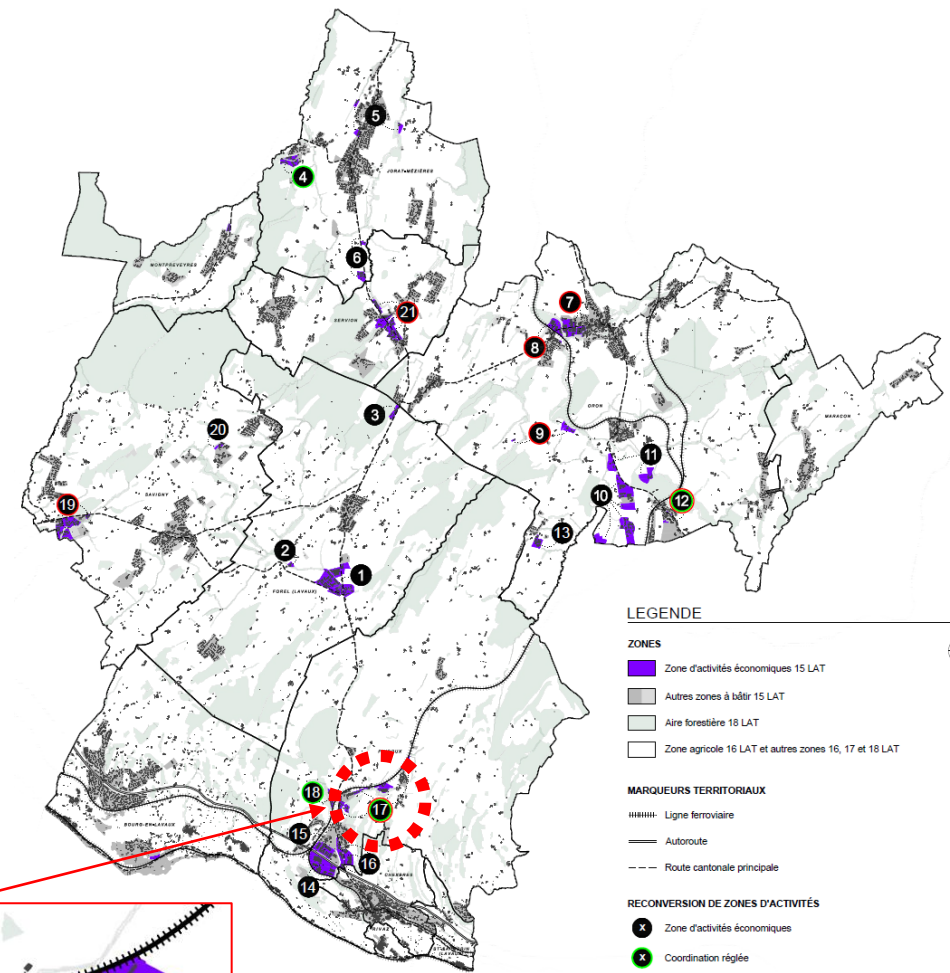 5
4
JORAT-MÉZIÈRES
6
MONTPREVEYRES
7
21
SERVION
8
3
ORON
MARACON
20
9
11
19
SAVIGNY
10
12
2
13
1
FOREL (LAVAUX)
18
17
15
16
BOURG-EN-LAVAUX
14
CHEXBRES
RIVAZ
LEGENDE
ZONES
Zone d'activités économiques 15 LAT
Autres zones à bâtir 15 LAT
Aire forestière 18 LAT
Zone agricole 16 LAT et autres zones 16, 17 et 18 LAT
MARQUEURS TERRITORIAUX
Ligne ferroviaire
Autoroute
Route cantonale principale
RECONVERSION DE ZONES D'ACTIVITÉS
X Zone d'activités économiques
X Coordination réglée